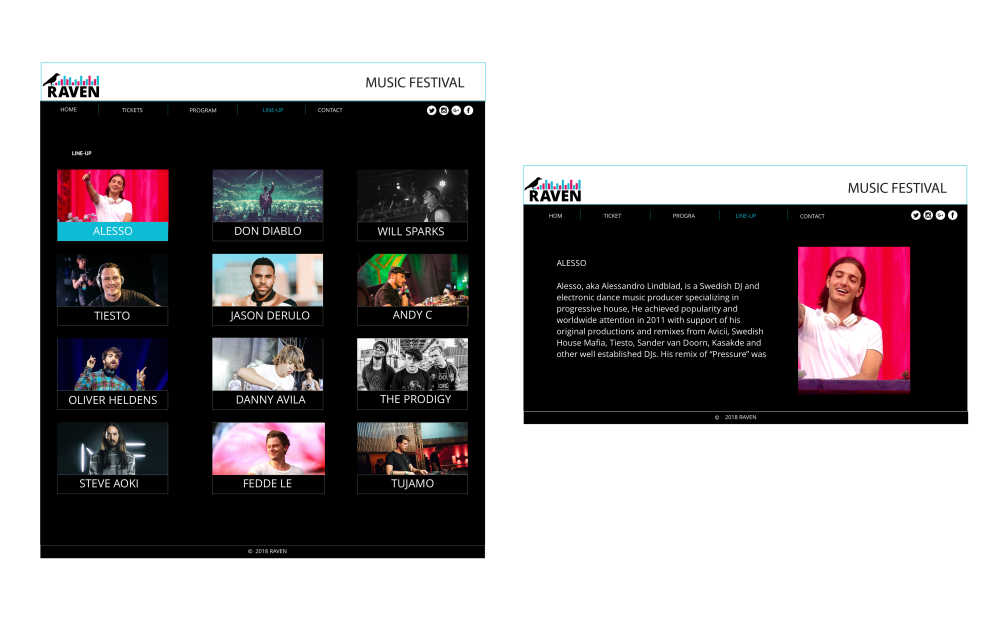 RAVEN
MUSIC FESTIVAL
HOME TICKETS PROGRAM LINE-UP CONTACT
LINE-UP
ALESSO DON DIABLO WILL SPARKS
TIESTO JASON DERULO ANDY C
OLIVER HELDENS DANNY AVILA THE PRODIGY
STEVE AOKI FEDDE LE TUJAMO
© 2018 RAVEN
RAVEN
MUSIC FESTIVAL
HOM TICKET PROGRA LINE-UP CONTACT
ALESSO
Alesso, aka Alessandro Lindblad, is a Swedish DJ and
electronic dance music producer specializing in
progressive house, He achieved popularity and
worldwide attention in 2011 with support of his
original productions and remixes from Avicii, Swedish
House Mafia, Tiesto, Sander van Doorn, Kasakde and
other well established DJs. His remix of “Pressure” was
© 2018 RAVEN